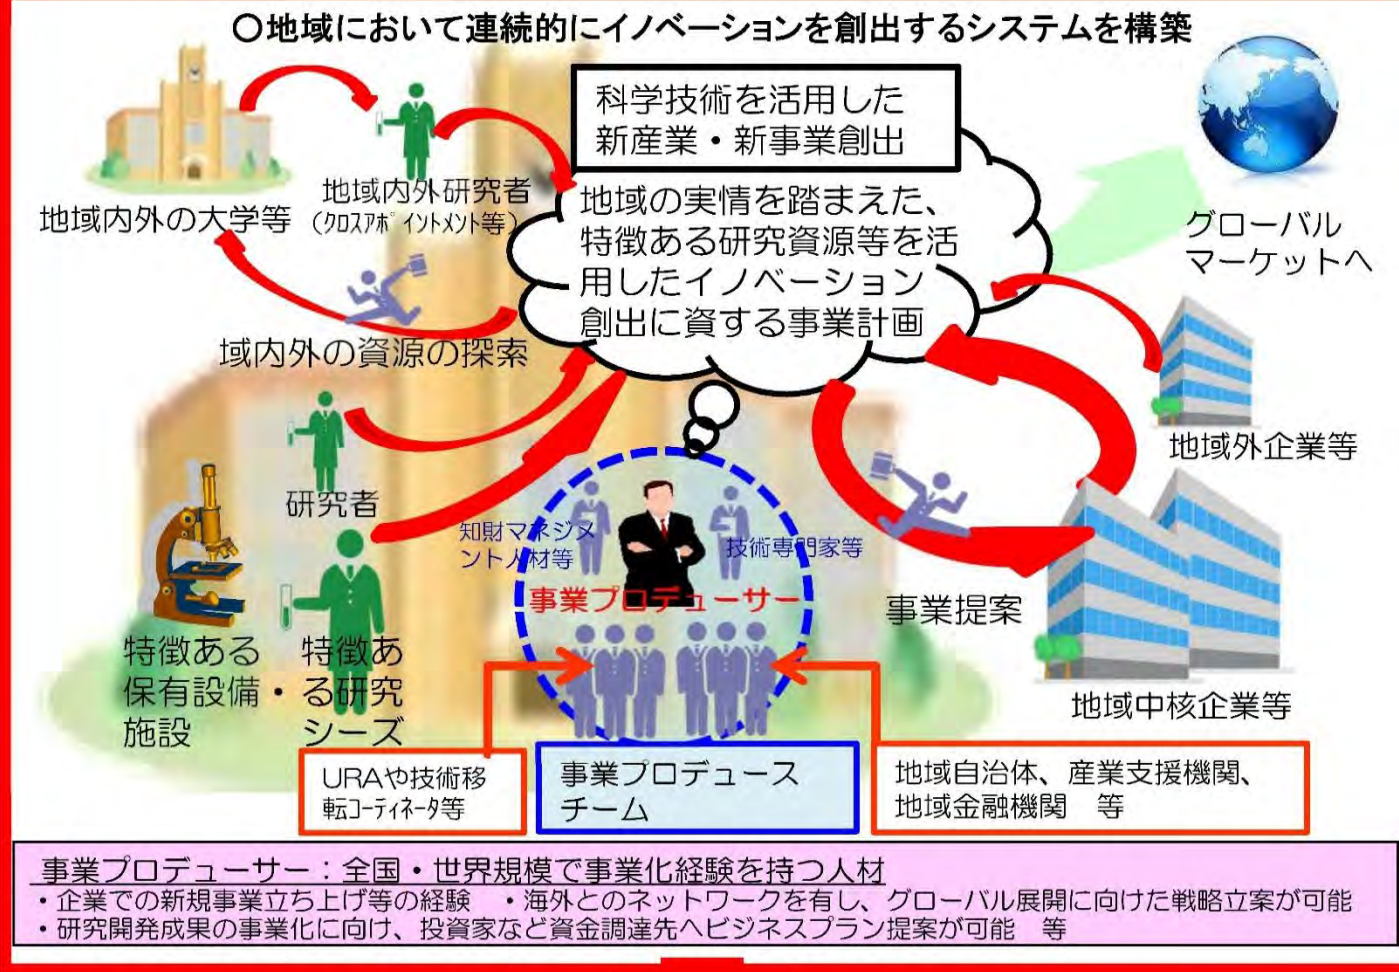 ○地域において連続的にイノベーションを創出するシステムを構築
科学技術を活用した
新産業・新事業創出
地域の実情を踏まえた、
特徴ある研究資源等を活
用したイノベーション
創出に資する事業計画
地域内外の大学等
地域内外研究者
(クロスアポイントメント等)
グローバル
マーケットへ
域内外の資源の探索
地域外企業等
研究者
知財マネジメ
ント人材等
技術専門家等
事業プロデューサー
事業提案
特徴ある
保有設備・
施設
特徴あ
る研究
シーズ
地域中核企業等
URAや技術移
転コーディネータ等
事業プロデュース
チーム
地域自治体、産業支援機関、
地域金融機関 等
事業プロデューサー：全国・世界規模で事業化経験を持つ人材
・企業での新規事業立ち上げ等の経験 ・海外とのネットワークを有し、グローバル展開に向けた戦略立案が可能
・研究開発成果の事業化に向け、投資家など資金調達先へビジネスプラン提案が可能 等